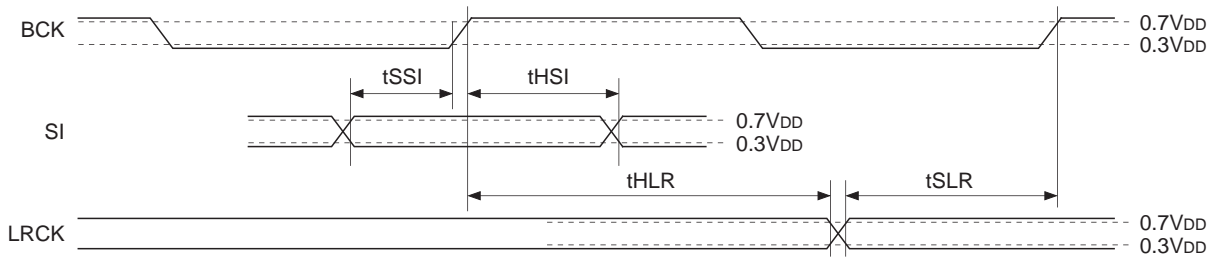 BCK
0.7VDD
0.3VDD
tSSI
tHSI
SI
0.7VDD
0.3VDD
tHLR
tSLR
LRCK
0.7VDD
0.3VDD